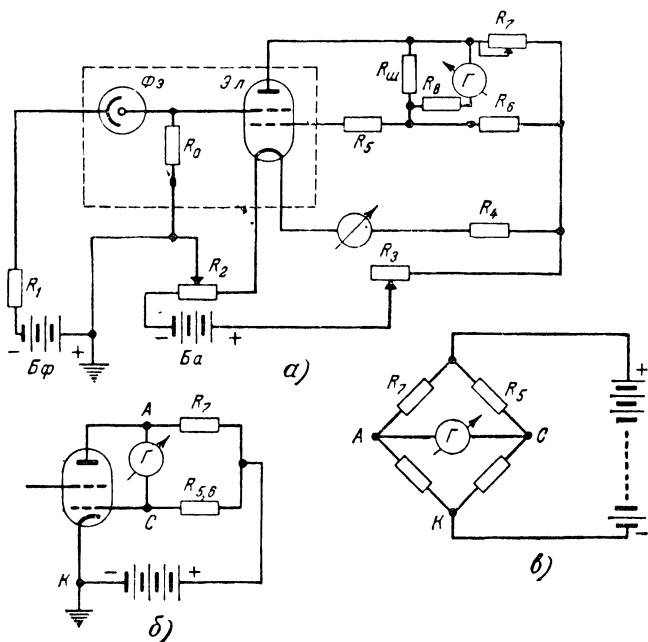 Фэ
Эл
Rш
R8
Г
R7
R6
R5
R0
R4
R3
R1
R2
- Бф +
- Ба +
а)
А
R7
Г
R5,6
С
К
- +
б)
R7
R5
А
Г
С
К
+
-
в)